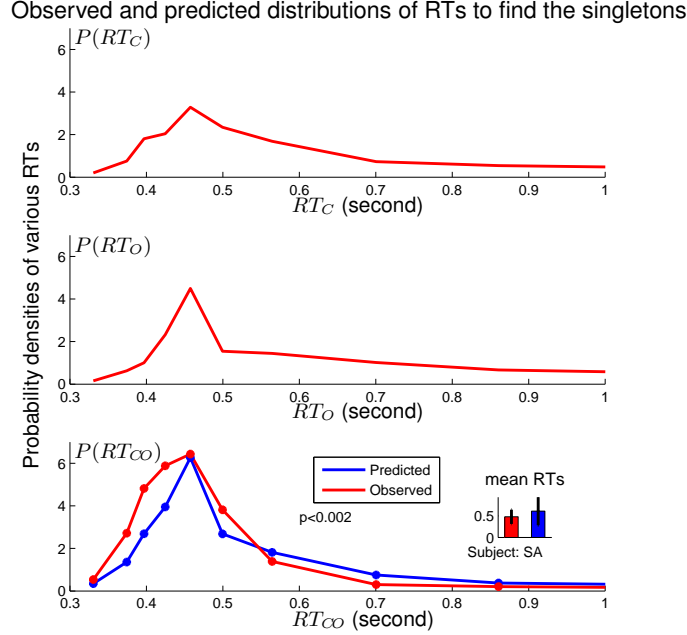 Observed and predicted distributions of RTs to find the singletons
Probability densities of various RTs
P(RT_C)
6
4
2
0
0.3 0.4 0.5 0.6 0.7 0.8 0.9 1
RT_C (second)
P(RT_O)
6
4
2
0
0.3 0.4 0.5 0.6 0.7 0.8 0.9 1
RT_O (second)
P(RT_CO)
6
4
2
0
0.3 0.4 0.5 0.6 0.7 0.8 0.9 1
RT_CO (second)
Predicted
Observed
p<0.002
mean RTs
0.5
0
Subject: SA